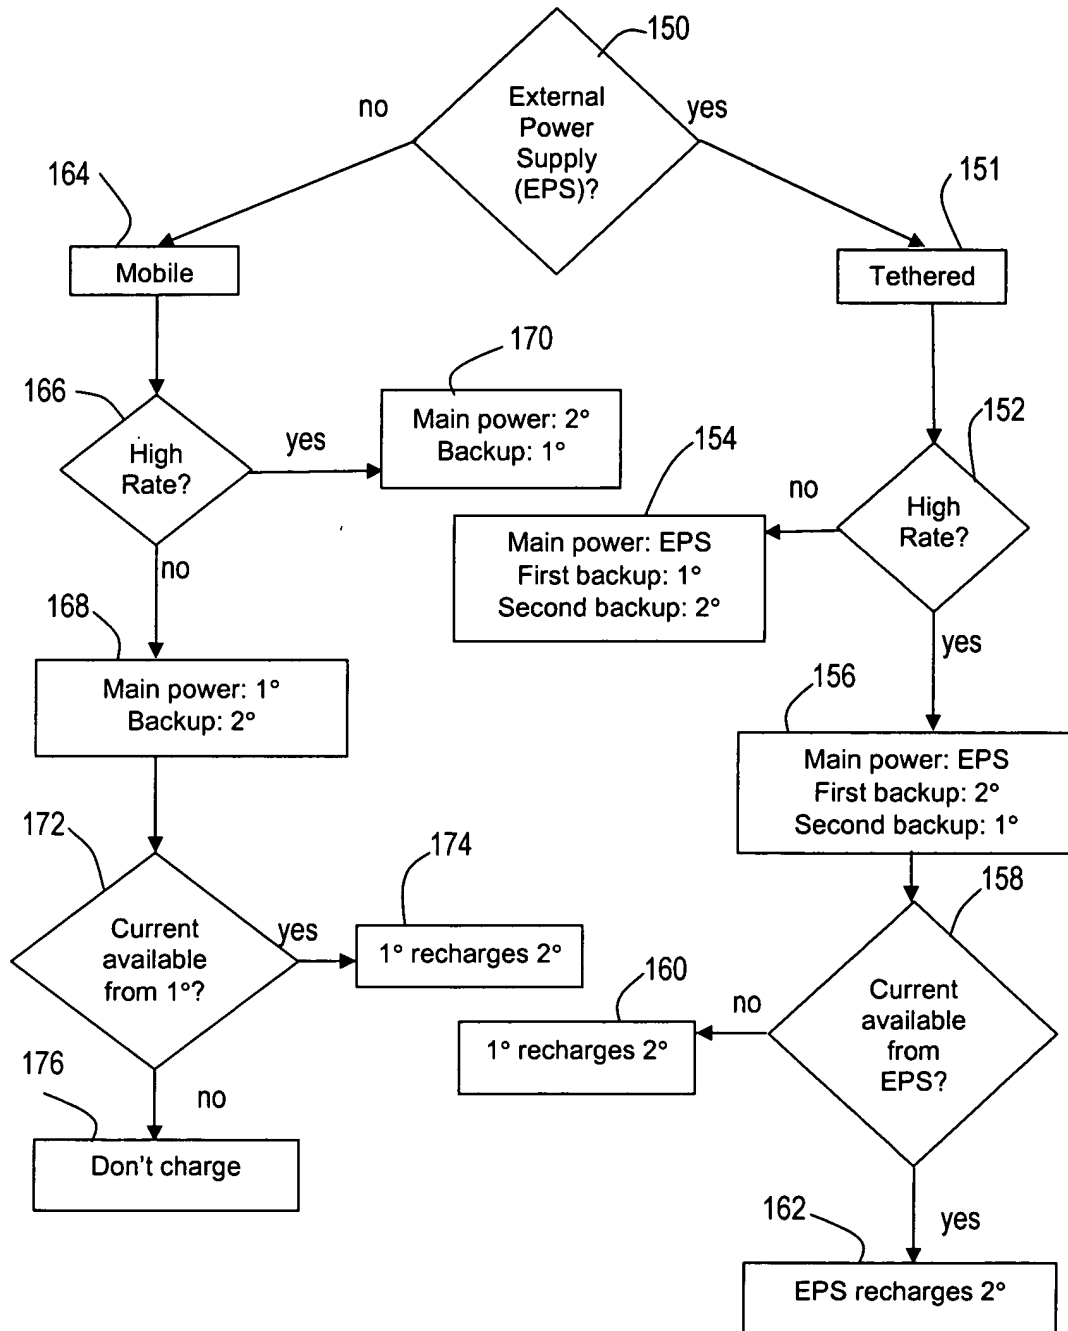 150
External
Power
Supply
(EPS)?
no
yes
164
151
Mobile
Tethered
170
166
Main power: 2°
Backup: 1°
152
154
High
Rate?
yes
no
High
Rate?
Main power: EPS
First backup: 1°
Second backup: 2°
no
168
yes
156
Main power: 1°
Backup: 2°
Main power: EPS
First backup: 2°
Second backup: 1°
172
174
158
Current
available
from 1°?
yes
1° recharges 2°
160
no
Current
available
from
EPS?
1° recharges 2°
176
no
Don't charge
162
yes
EPS recharges 2°